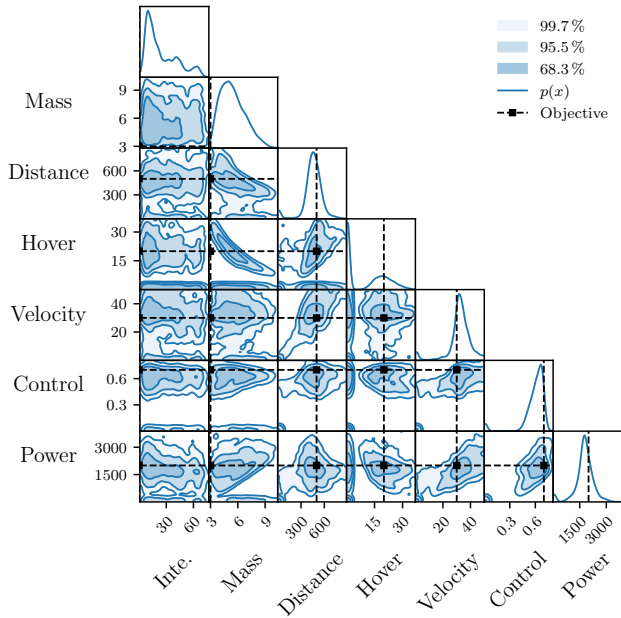 99.7 %
95.5 %
68.3 %
p(x)
Objective
Mass
9
6
3
Distance
600
300
Hover
30
15
Velocity
40
20
Control
0.6
0.3
Power
3000
1500
30 60 3 6 9 300 600 15 30 20 40 0.3 0.6 1500 3000
Inte. Mass Distance Hover Velocity Control Power